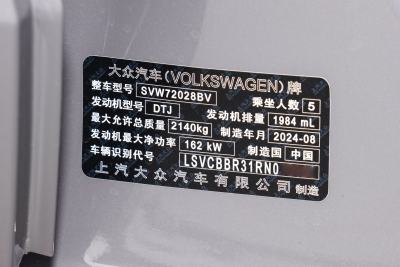 大众汽车(VOLKSWAGEN)牌
整车型号 SVW72028BV 乘坐人数 5
发动机型号 DTJ 发动机排量 1984 mL
最大允许总质量 2140kg 制造年月 2024-08
发动机最大净功率 162 kW 制造国 中国
车辆识别代号 LSVCBBR31RN0
上汽大众汽车有限公司 制造